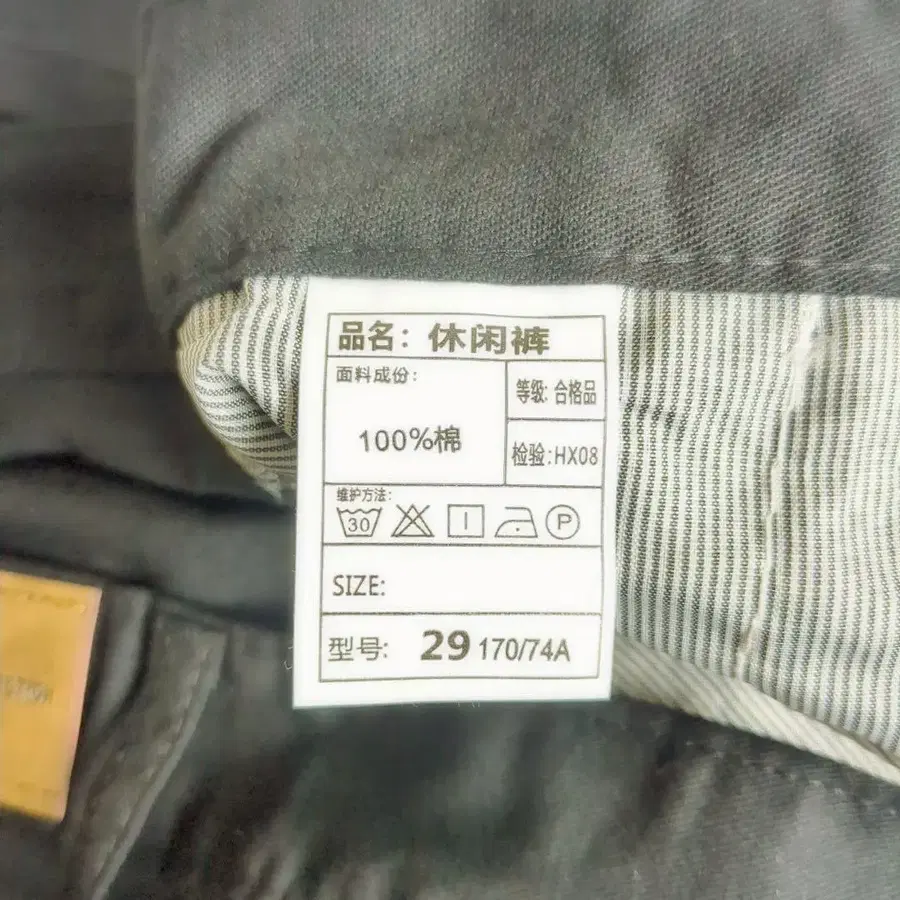 品名：休闲裤
面料成份：
100%棉
等级：合格品
检验:HX08
维护方法：
30
P
SIZE:
型号: 29 170/74A